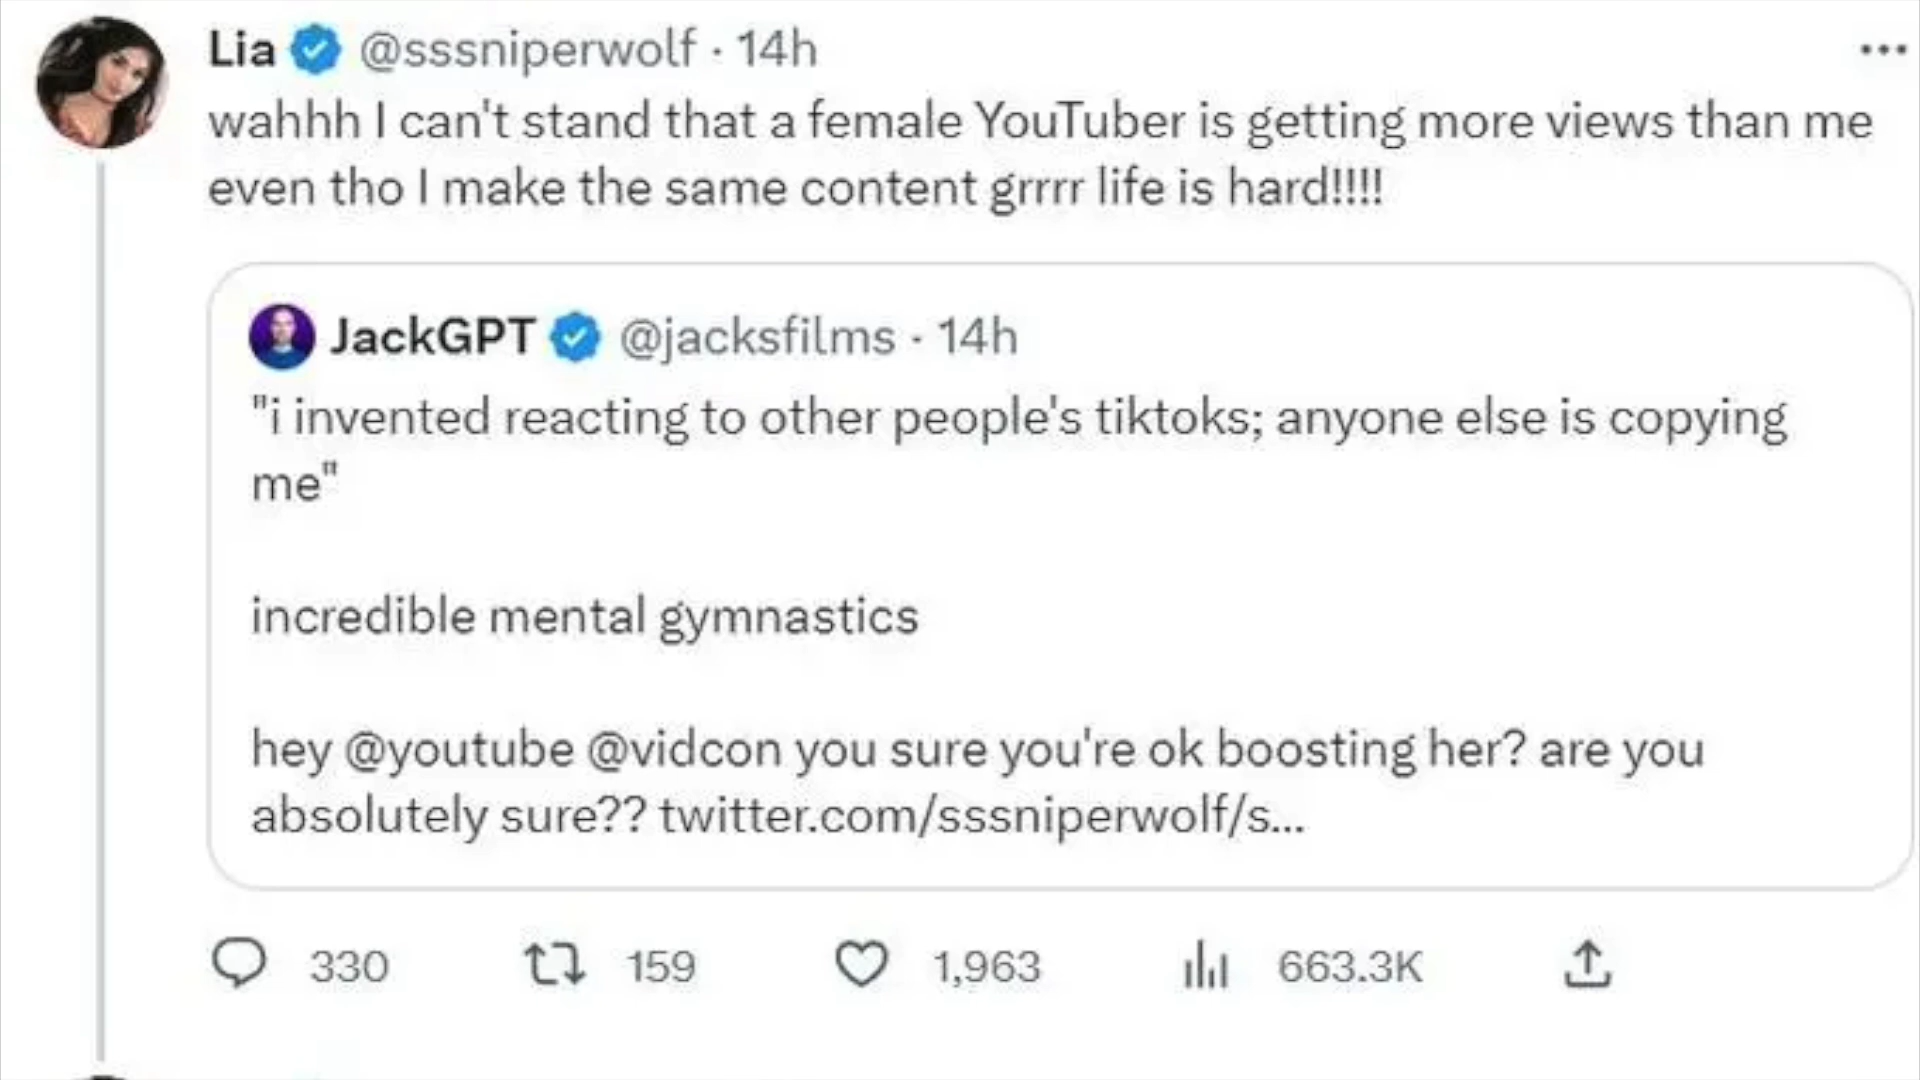 Lia @sssniperwolf · 14h
wahhh I can't stand that a female YouTuber is getting more views than me
even tho I make the same content grrrr life is hard!!!!
JackGPT @jacksfilms · 14h
"i invented reacting to other people's tiktoks; anyone else is copying
me"
incredible mental gymnastics
hey @youtube @vidcon you sure you're ok boosting her? are you
absolutely sure?? twitter.com/sssniperwolf/s...
330 159 1,963 663.3K